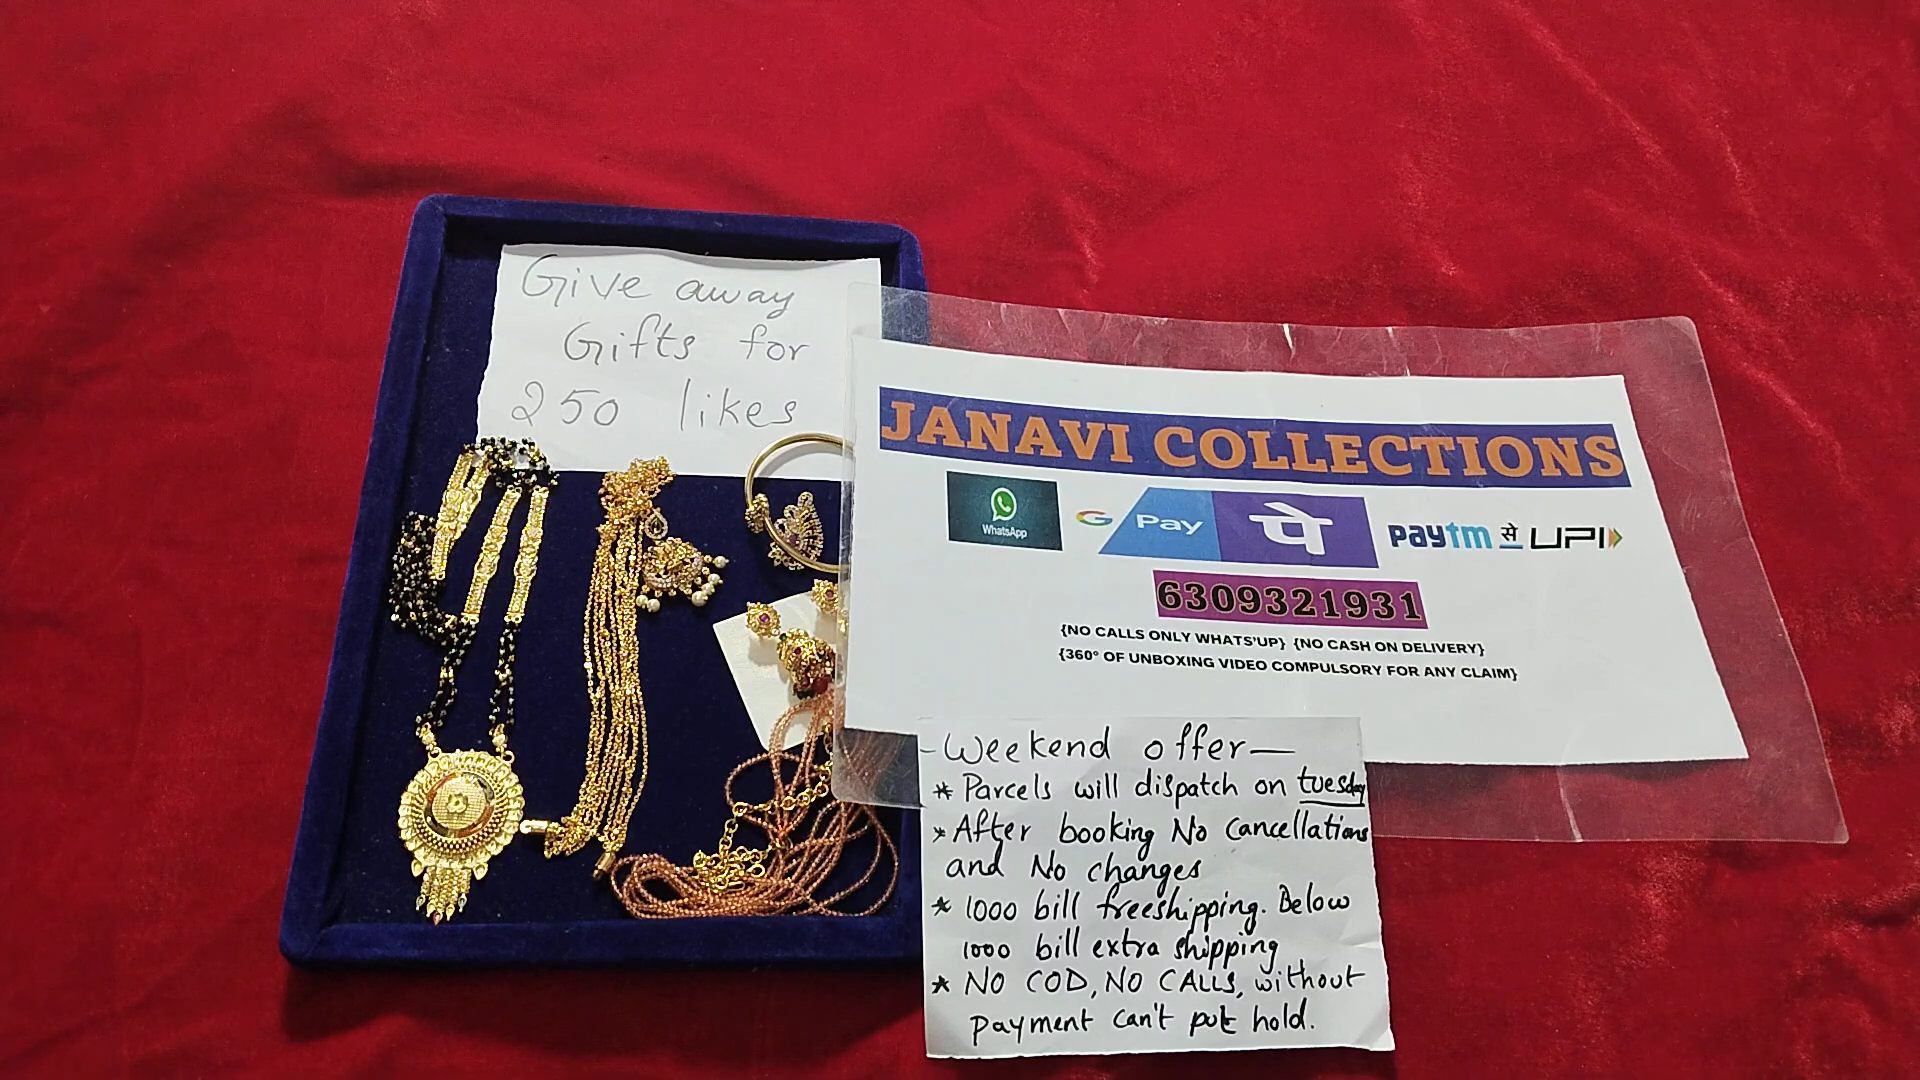 Give away
Gifts for
250 likes
JANAVI COLLECTIONS
WhatsApp
G Pay
पे
paytm से UPI
6309321931
{NO CALLS ONLY WHATS'UP} {NO CASH ON DELIVERY}
{360° OF UNBOXING VIDEO COMPULSORY FOR ANY CLAIM}
-Weekend offer-
* Parcels will dispatch on tuesday
* After booking No Cancellations
and No changes
* 1000 bill freeshipping. Below
1000 bill extra shipping
* NO COD, NO CALLS, without
payment can't put hold.